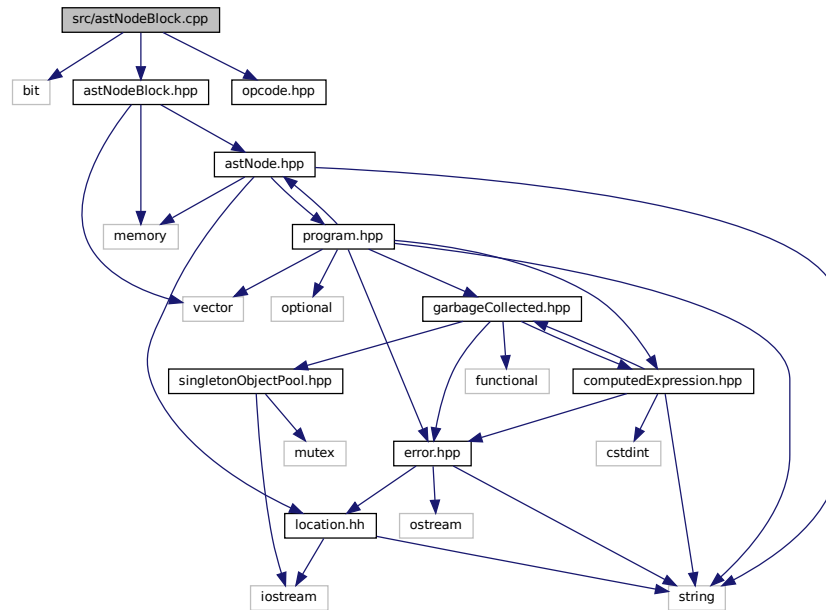 src/astNodeBlock.cpp
bit
astNodeBlock.hpp
opcode.hpp
astNode.hpp
memory
program.hpp
vector
optional
garbageCollected.hpp
singletonObjectPool.hpp
functional
computedExpression.hpp
mutex
error.hpp
cstdint
location.hh
ostream
iostream
string